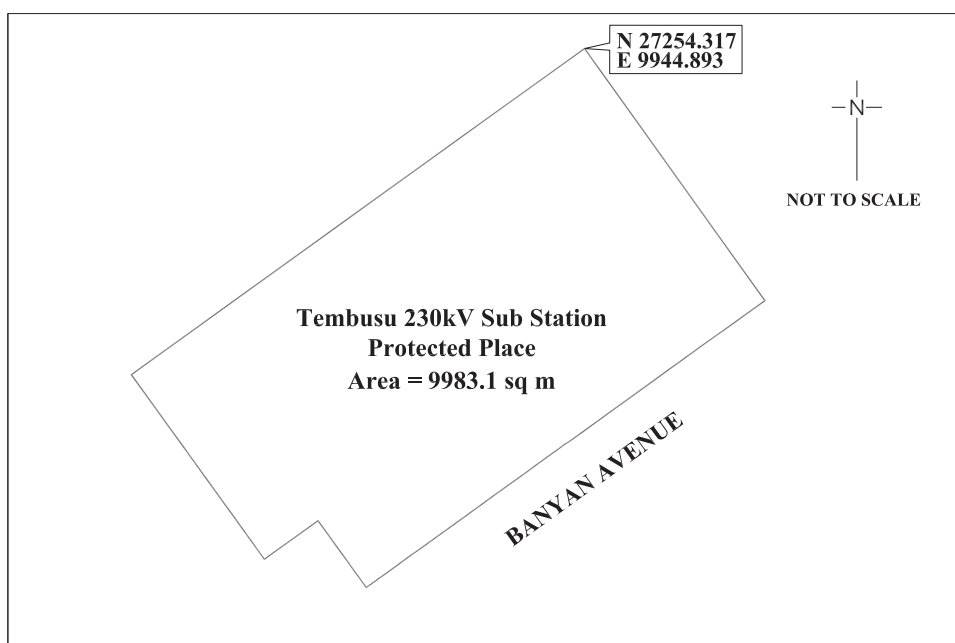 N 27254.317
E 9944.893
N
NOT TO SCALE
Tembusu 230kV Sub Station
Protected Place
Area = 9983.1 sq m
BANYAN AVENUE